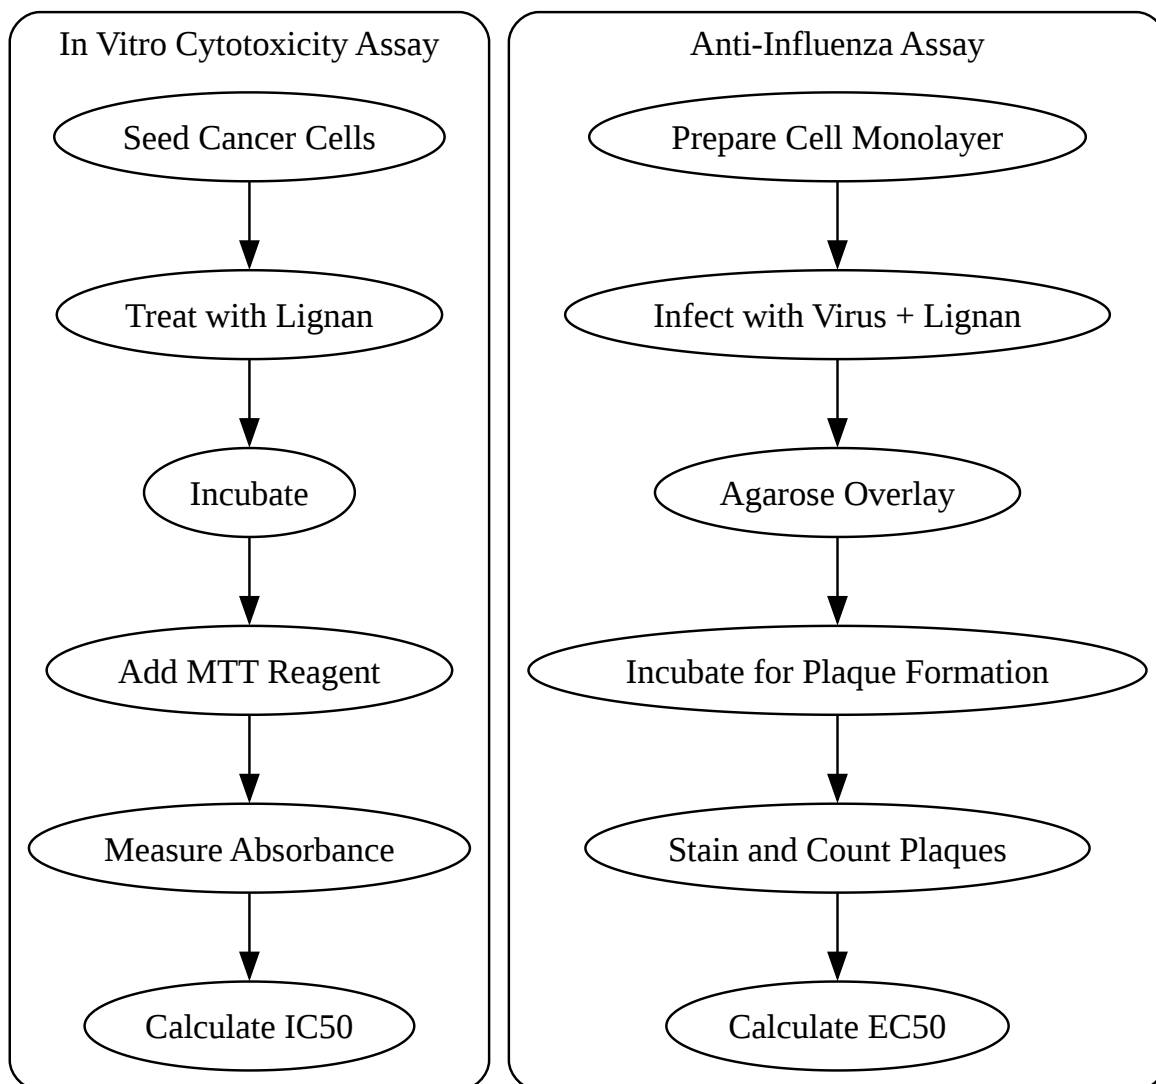 In Vitro Cytotoxicity Assay
Seed Cancer Cells
Treat with Lignan
Incubate
Add MTT Reagent
Measure Absorbance
Calculate IC50
Anti-Influenza Assay
Prepare Cell Monolayer
Infect with Virus + Lignan
Agarose Overlay
Incubate for Plaque Formation
Stain and Count Plaques
Calculate EC50